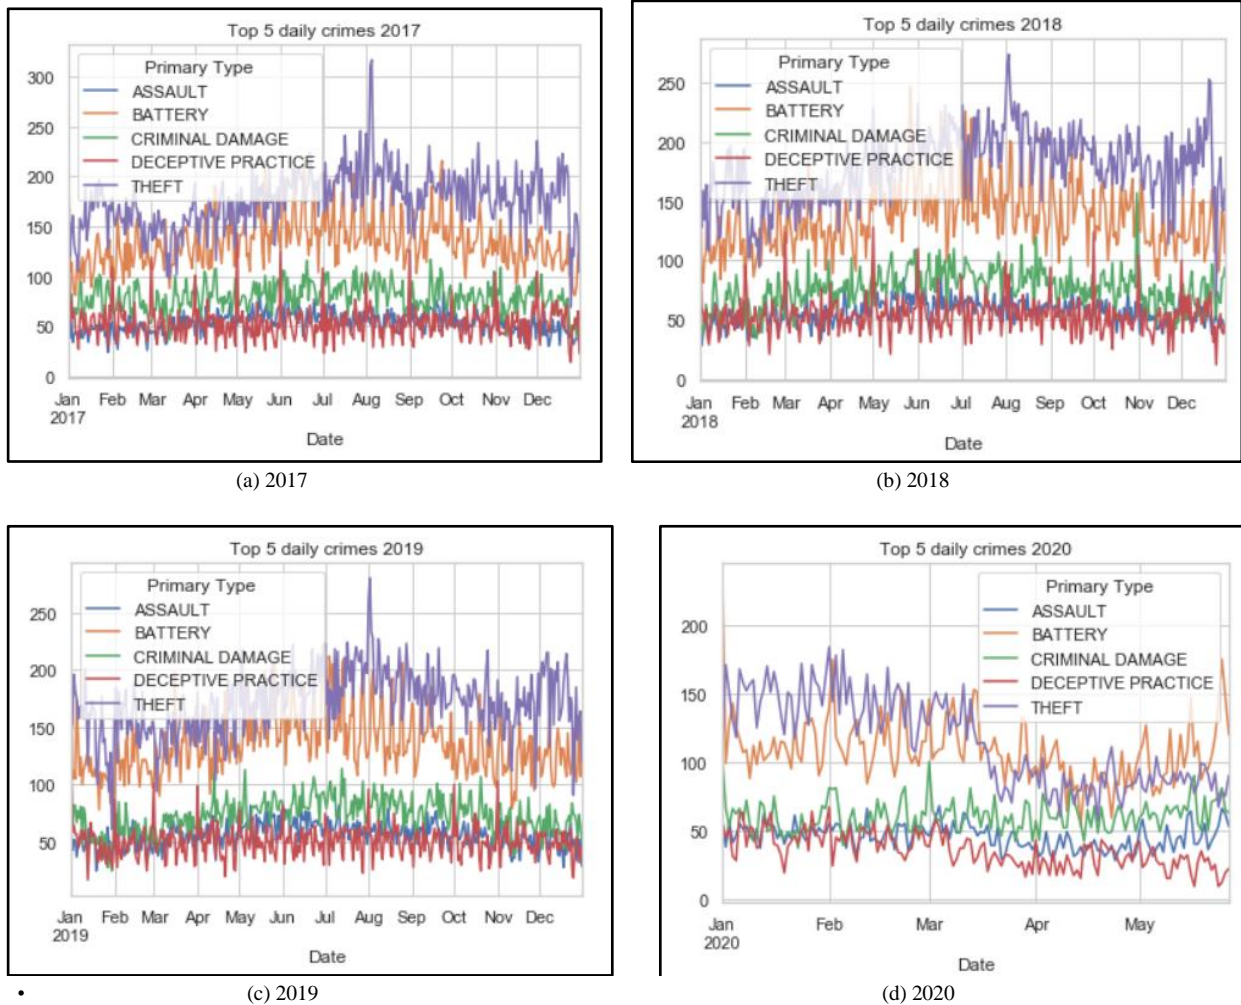 Top 5 daily crimes 2017
Primary Type
ASSAULT
BATTERY
CRIMINAL DAMAGE
DECEPTIVE PRACTICE
THEFT
300
250
200
150
100
50
0
Jan Feb Mar Apr May Jun Jul Aug Sep Oct Nov Dec
2017
Date
(a) 2017
Top 5 daily crimes 2018
Primary Type
ASSAULT
BATTERY
CRIMINAL DAMAGE
DECEPTIVE PRACTICE
THEFT
250
200
150
100
50
0
Jan Feb Mar Apr May Jun Jul Aug Sep Oct Nov Dec
2018
Date
(b) 2018
Top 5 daily crimes 2019
Primary Type
ASSAULT
BATTERY
CRIMINAL DAMAGE
DECEPTIVE PRACTICE
THEFT
250
200
150
100
50
Jan Feb Mar Apr May Jun Jul Aug Sep Oct Nov Dec
2019
Date
• (c) 2019
Top 5 daily crimes 2020
Primary Type
ASSAULT
BATTERY
CRIMINAL DAMAGE
DECEPTIVE PRACTICE
THEFT
200
150
100
50
0
Jan Feb Mar Apr May
2020
Date
(d) 2020